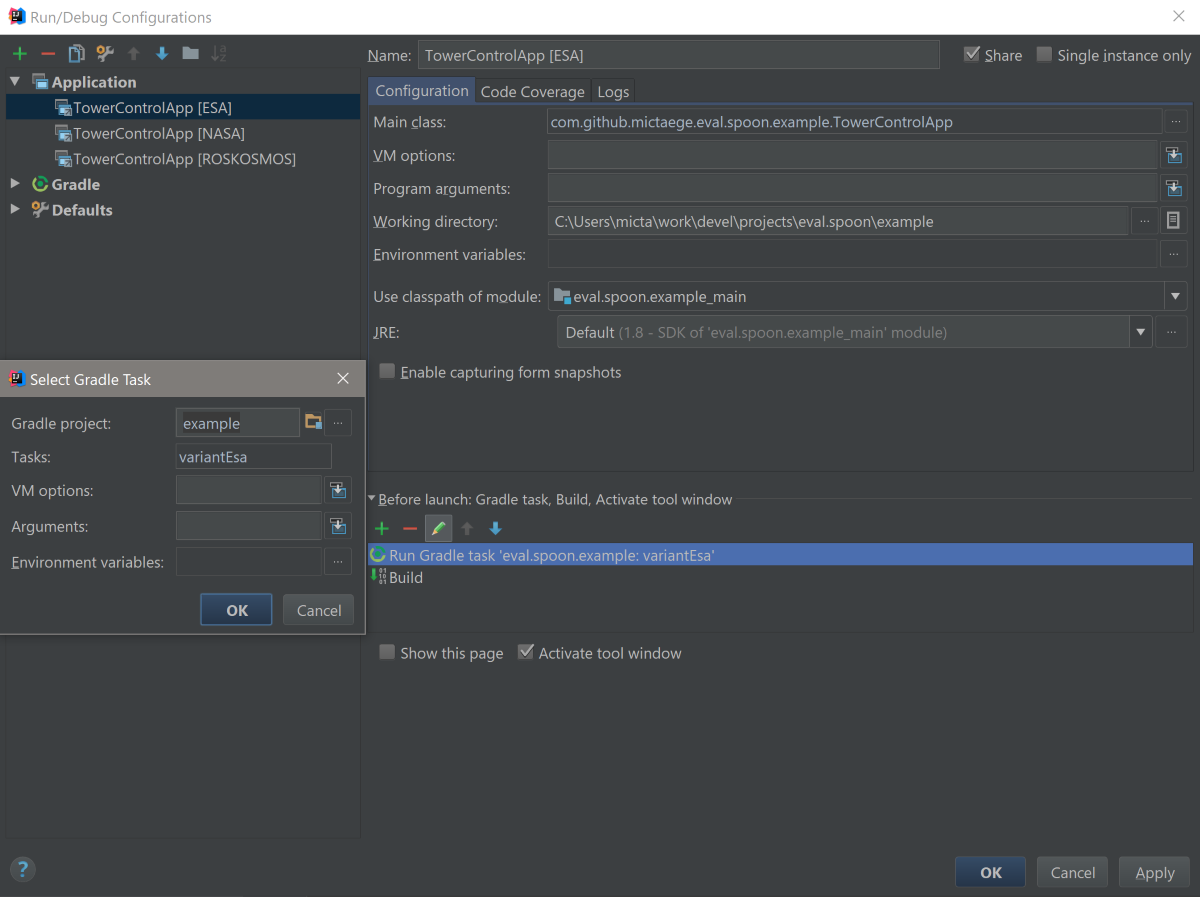 Run/Debug Configurations
Name: TowerControlApp [ESA] Share Single instance only
Application
TowerControlApp [ESA]
TowerControlApp [NASA]
TowerControlApp [ROSKOSMOS]
Gradle
Defaults
Configuration Code Coverage Logs
Main class: com.github.mictaege.eval.spoon.example.TowerControlApp ...
VM options:
Program arguments:
Working directory: C:\Users\micta\work\devel\projects\eval.spoon\example ...
Environment variables: ...
Use classpath of module: eval.spoon.example_main
JRE: Default (1.8 - SDK of 'eval.spoon.example_main' module) ...
Enable capturing form snapshots
Select Gradle Task
Gradle project: example ...
Tasks: variantEsa
VM options:
Arguments:
Environment variables: ...
OK Cancel
Before launch: Gradle task, Build, Activate tool window
Run Gradle task 'eval.spoon.example: variantEsa'
Build
Show this page Activate tool window
? OK Cancel Apply